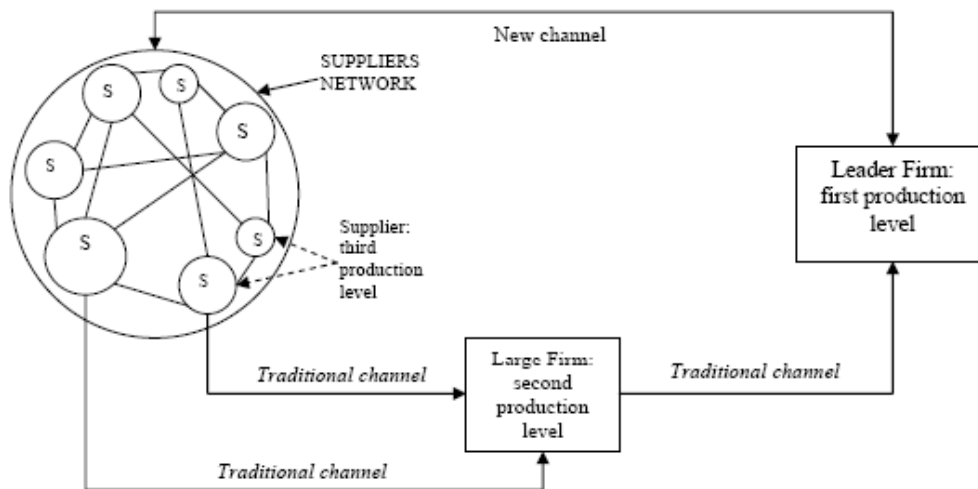 New channel
SUPPLIERS
NETWORK
S
S
S
S
S
S
S
Leader Firm:
first production
level
Supplier:
third
production
level
Large Firm:
second
production
level
Traditional channel
Traditional channel
Traditional channel